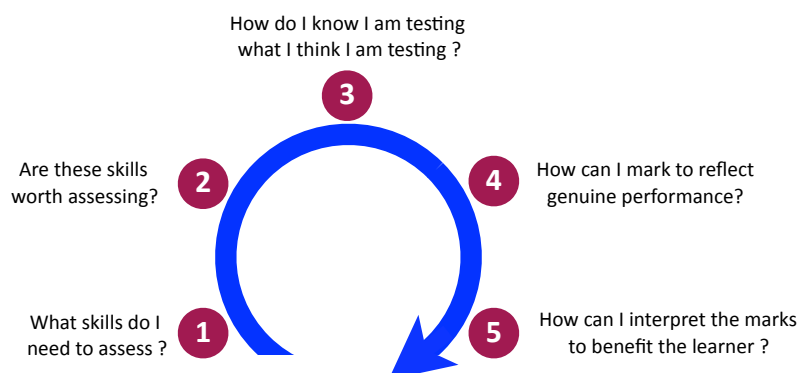 How do I know I am testing
what I think I am testing ?
3
Are these skills
worth assessing?
2
4
How can I mark to reflect
genuine performance?
What skills do I
need to assess ?
1
5
How can I interpret the marks
to benefit the learner ?